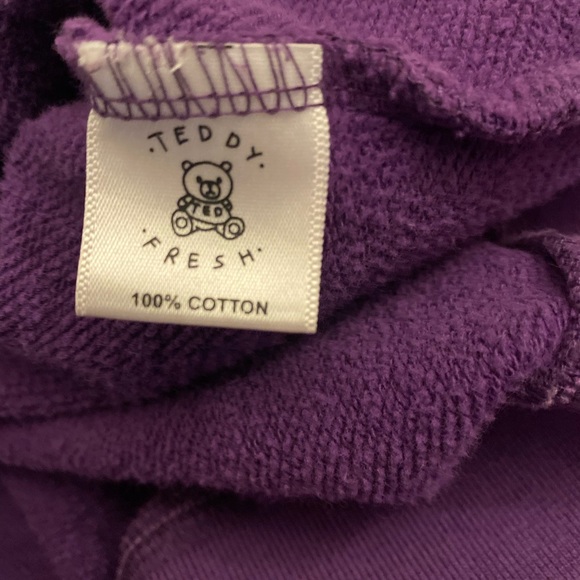 ·TEDDY·
TED
·FRESH·
100% COTTON